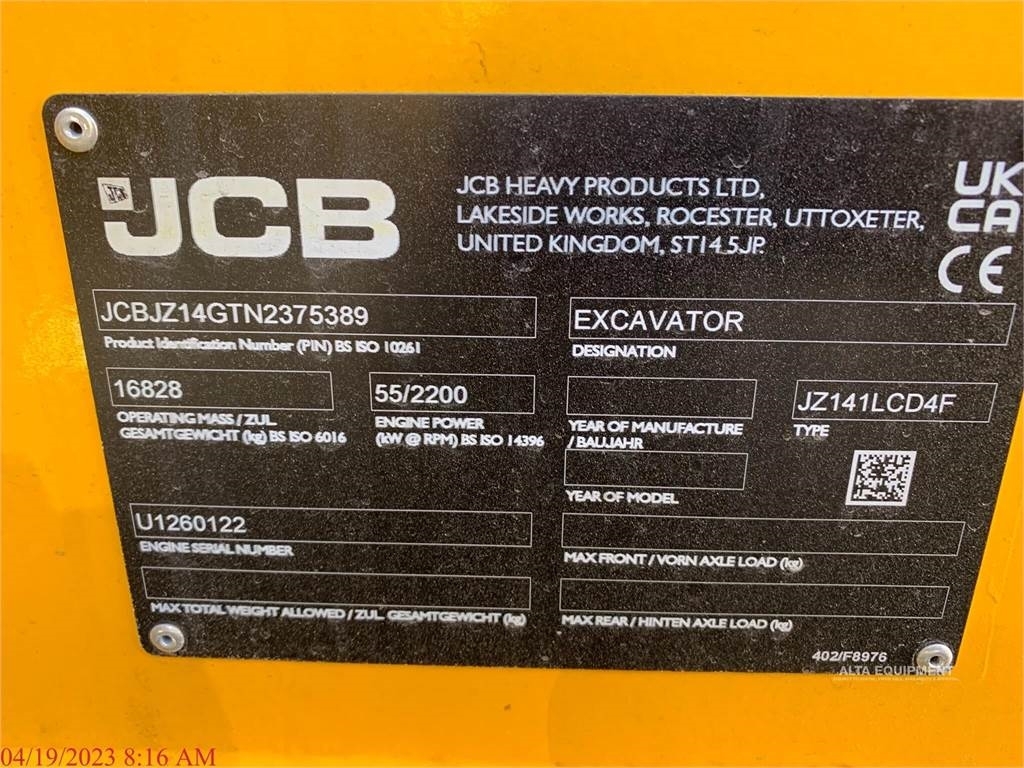 JCB
JCB HEAVY PRODUCTS LTD,
LAKESIDE WORKS, ROCESTER, UTTOXETER,
UNITED KINGDOM, ST14 5JP.
UK
CA
CE
JCBJZ14GTN2375389
Product Identification Number (PIN) BS ISO 10261
EXCAVATOR
DESIGNATION
16828
OPERATING MASS / ZUL.
GESAMTGEWICHT (kg) BS ISO 6016
55/2200
ENGINE POWER
(kW @ RPM) BS ISO 14396
YEAR OF MANUFACTURE
/ BAUJAHR
JZ141LCD4F
TYPE
YEAR OF MODEL
U1260122
ENGINE SERIAL NUMBER
MAX FRONT / VORN AXLE LOAD (kg)
MAX TOTAL WEIGHT ALLOWED / ZUL. GESAMTGEWICHT (kg)
MAX REAR / HINTEN AXLE LOAD (kg)
402/F8976
ALTA EQUIPMENT
04/19/2023 8:16 AM